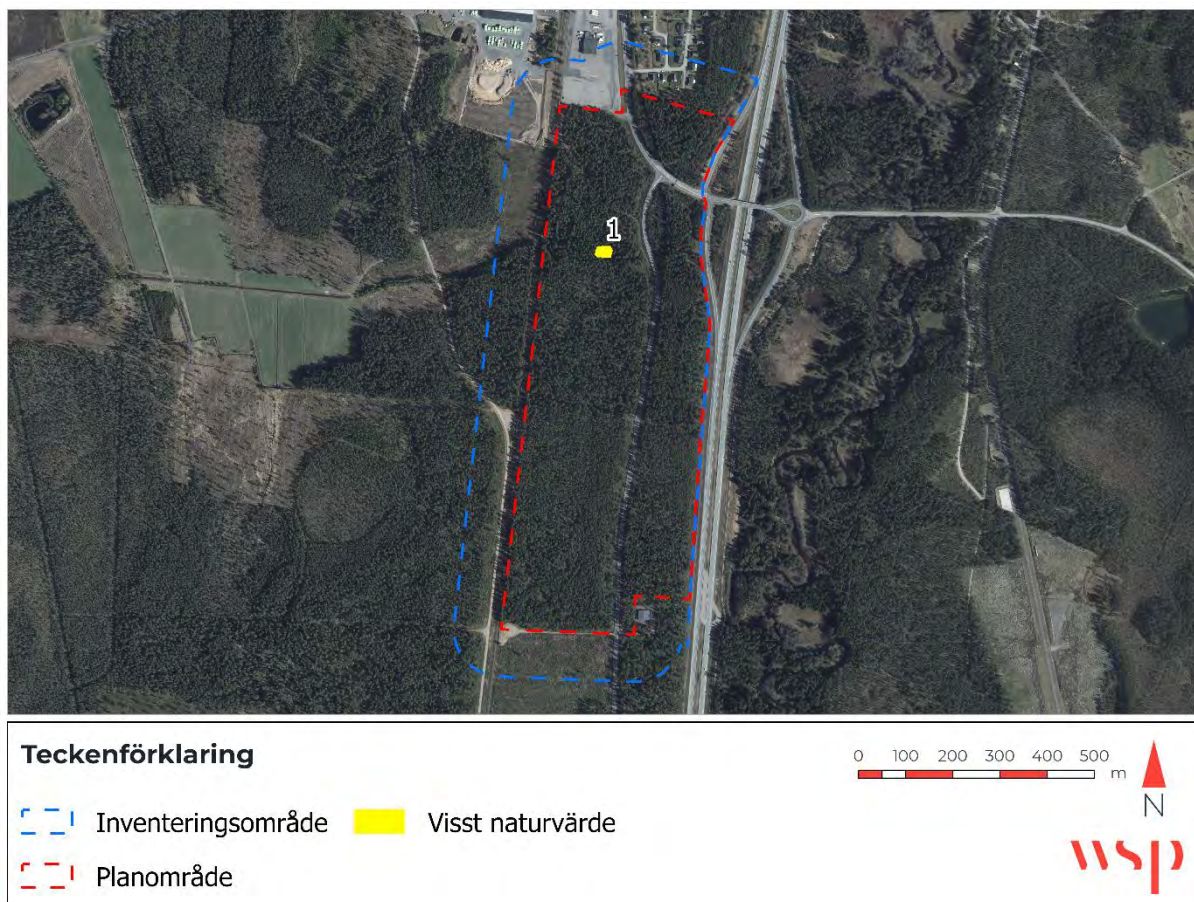 1
Teckenförklaring
0 100 200 300 400 500
m
Inventeringsområde
Visst naturvärde
N
Planområde
wsp